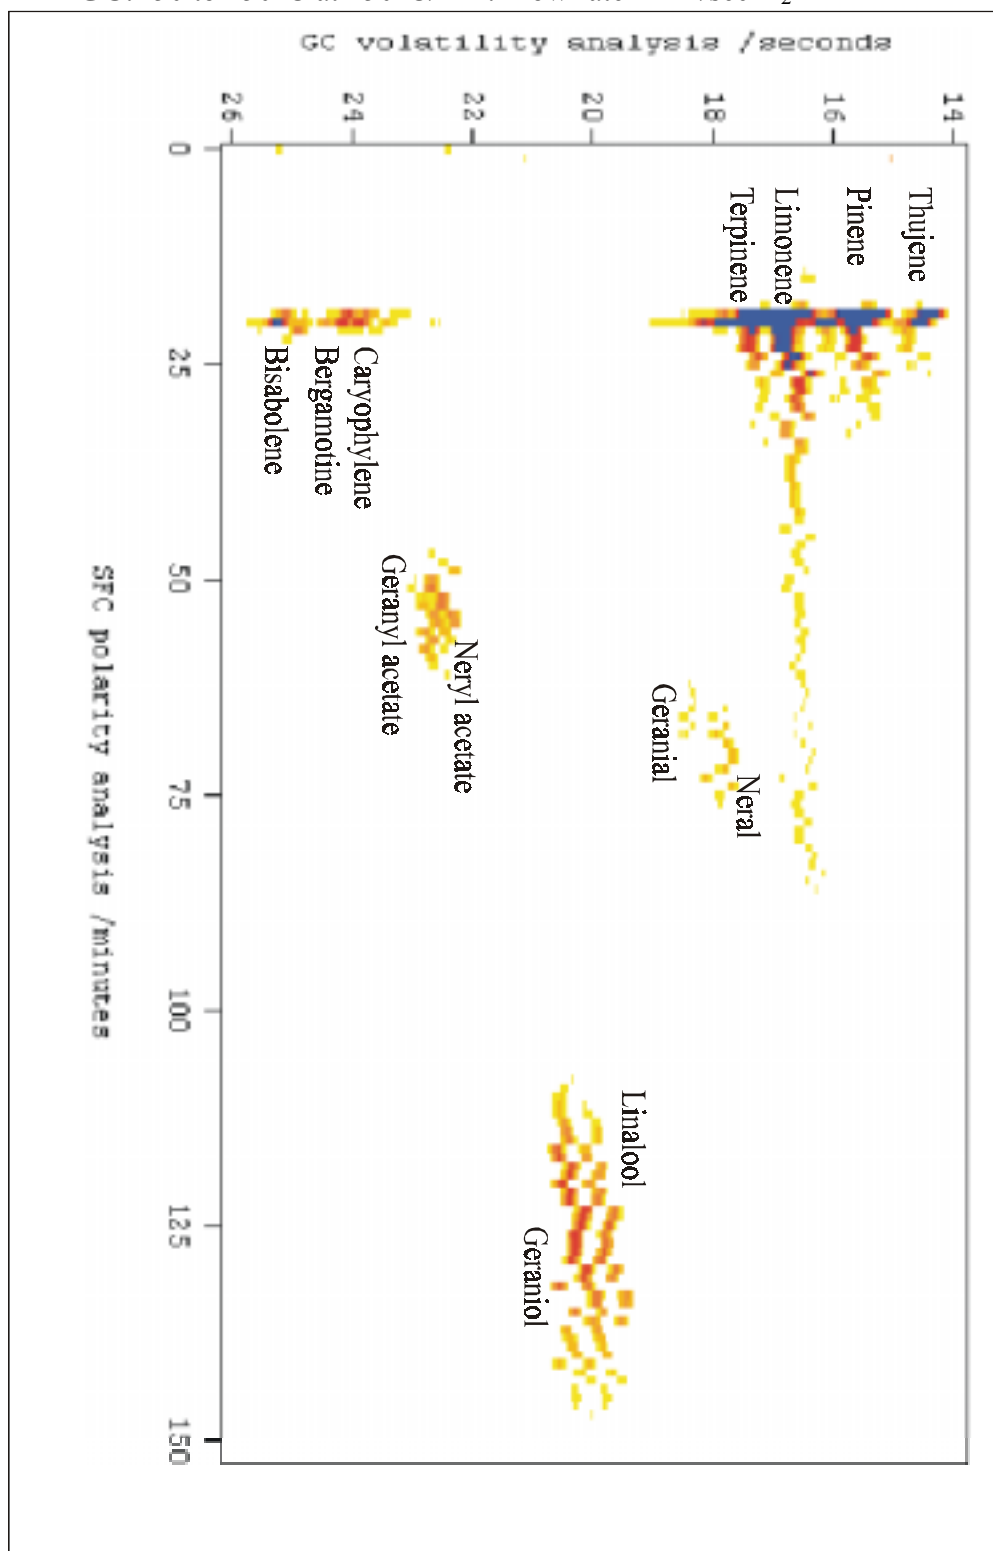 GC volatility analysis /seconds
26
24
22
20
18
16
14
0
25
50
75
100
125
150
Thujene
Pinene
Limonene
Terpinene
Caryophylene
Bergamotine
Bisabolene
Neryl acetate
Geranyl acetate
Neral
Geranial
Linalool
Geraniol
SFC polarity analysis /minutes